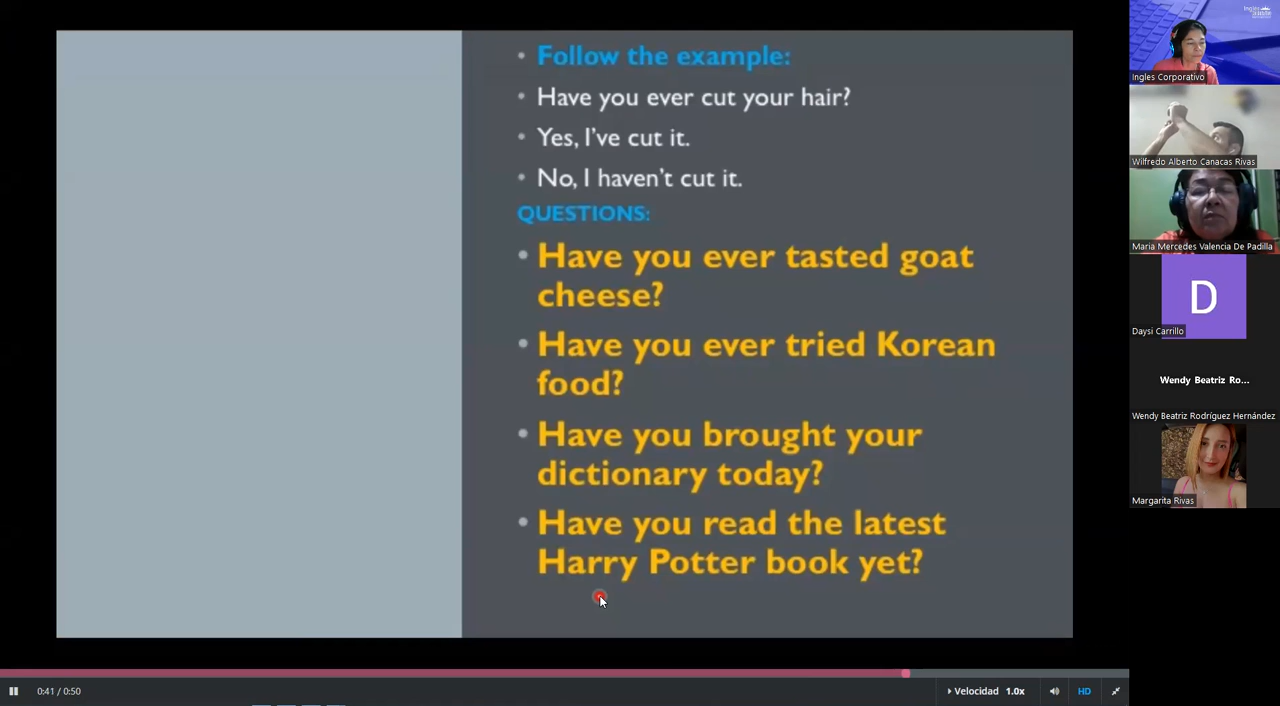 Follow the example:
Have you ever cut your hair?
Yes, I've cut it.
No, I haven't cut it.
QUESTIONS:
Have you ever tasted goat
cheese?
Have you ever tried Korean
food?
Have you brought your
dictionary today?
Have you read the latest
Harry Potter book yet?
Ingles Corporativo
Wilfredo Alberto Canacas Rivas
Maria Mercedes Valencia De Padilla
D
Daysi Carrillo
Wendy Beatriz Ro...
Wendy Beatriz Rodríguez Hernández
Margarita Rivas
0:41 / 0:50
Velocidad 1.0x
HD